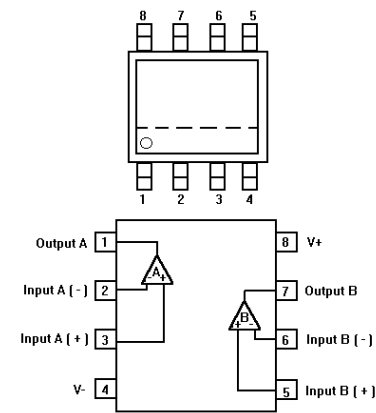 8 7 6 5
1 2 3 4
Output A 1 8 V+
-A+
Input A (-) 2 7 Output B
+B-
Input A (+) 3 6 Input B (-)
V- 4 5 Input B (+)